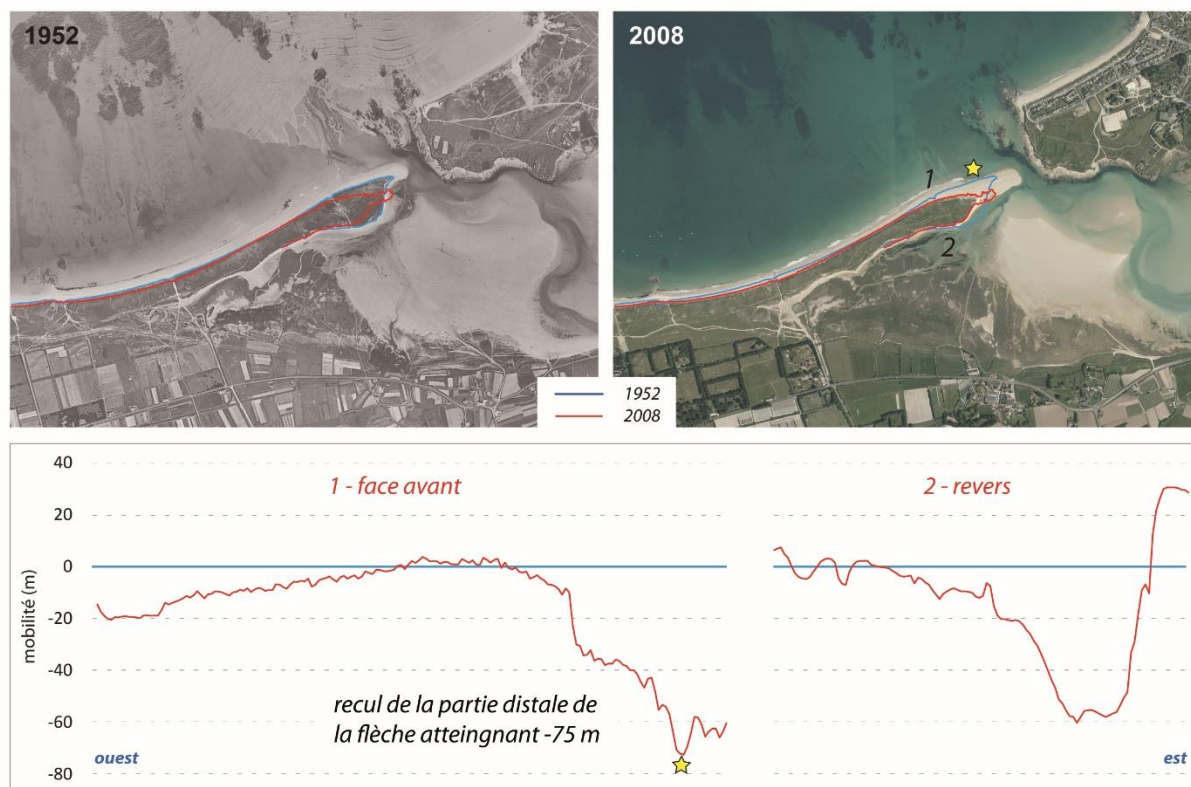 1952
2008
1
2
1952
2008
40
20
0
-20
-40
-60
-80
mobilité (m)
1 - face avant
2 - revers
recul de la partie distale de
la flèche atteingnant -75 m
ouest
est